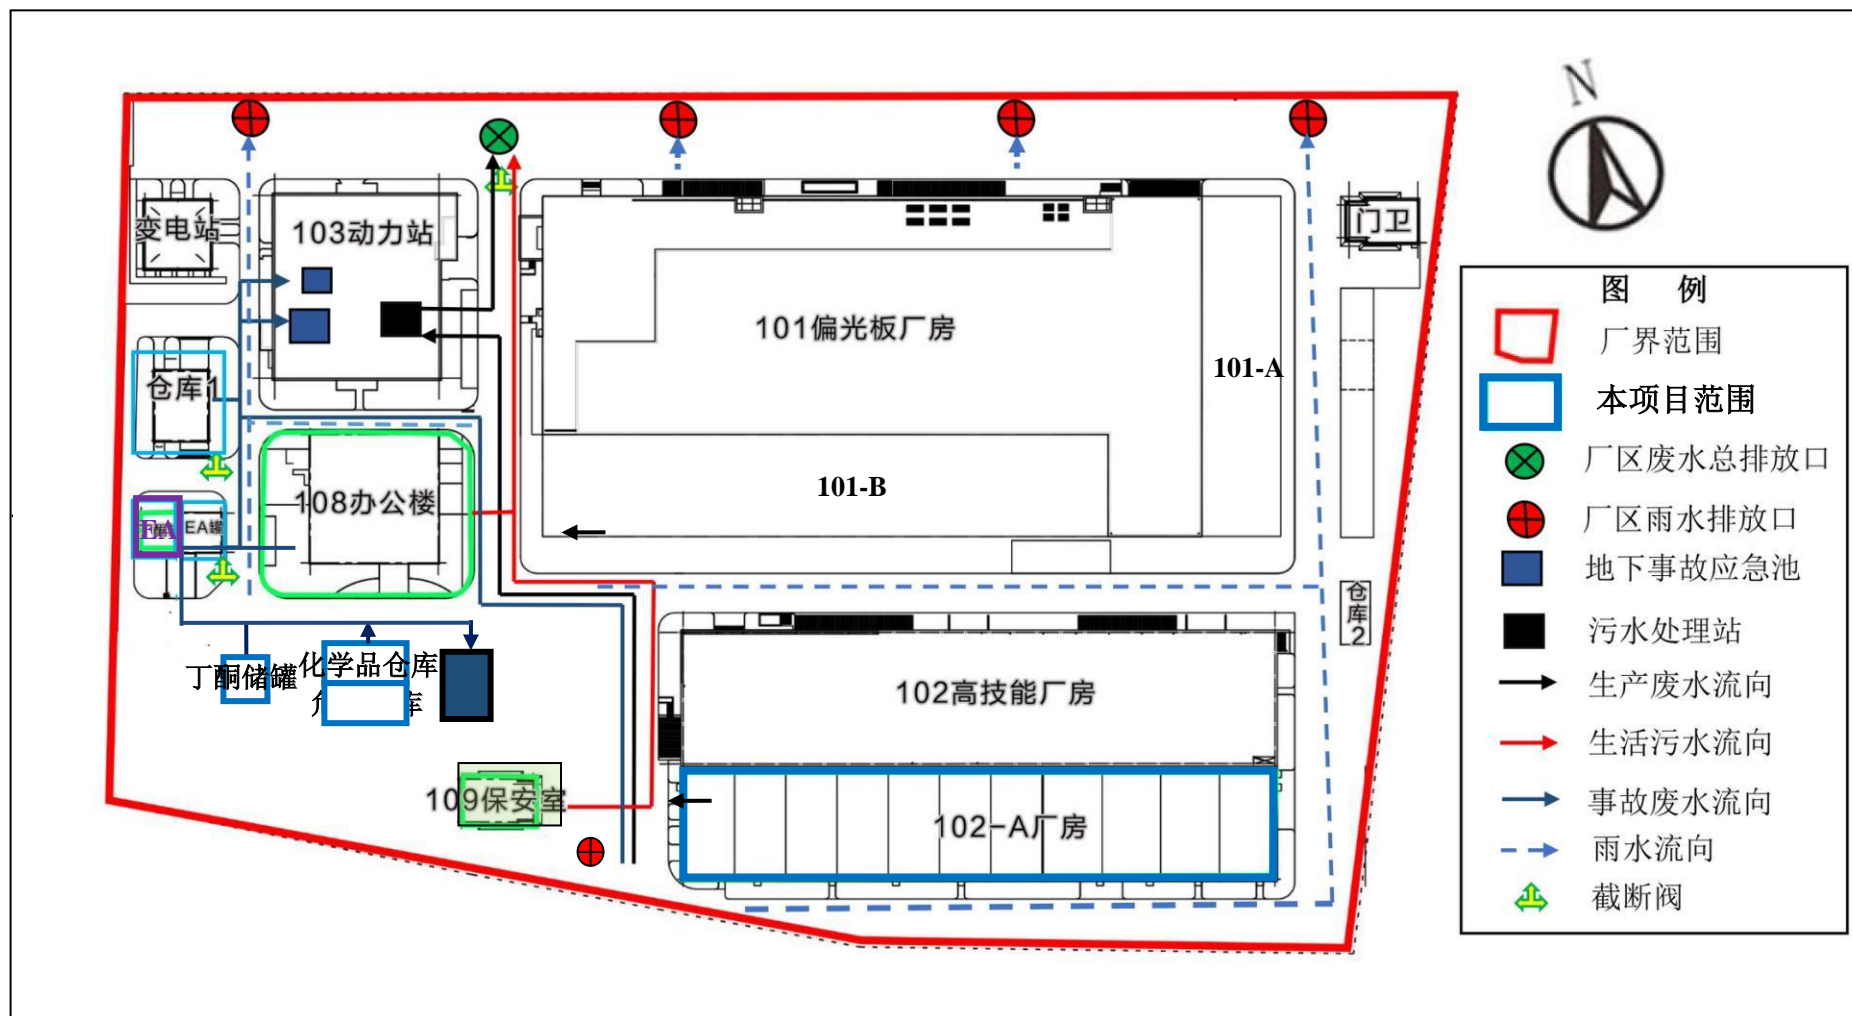 N
变电站
103动力站
门卫
101偏光板厂房
101-A
仓库1
101-B
108办公楼
EA
EA罐
仓库2
丁酮储罐
化学品仓库
库
102高技能厂房
109保安室
102-A厂房
图 例
厂界范围
本项目范围
厂区废水总排放口
厂区雨水排放口
地下事故应急池
污水处理站
生产废水流向
生活污水流向
事故废水流向
雨水流向
截断阀